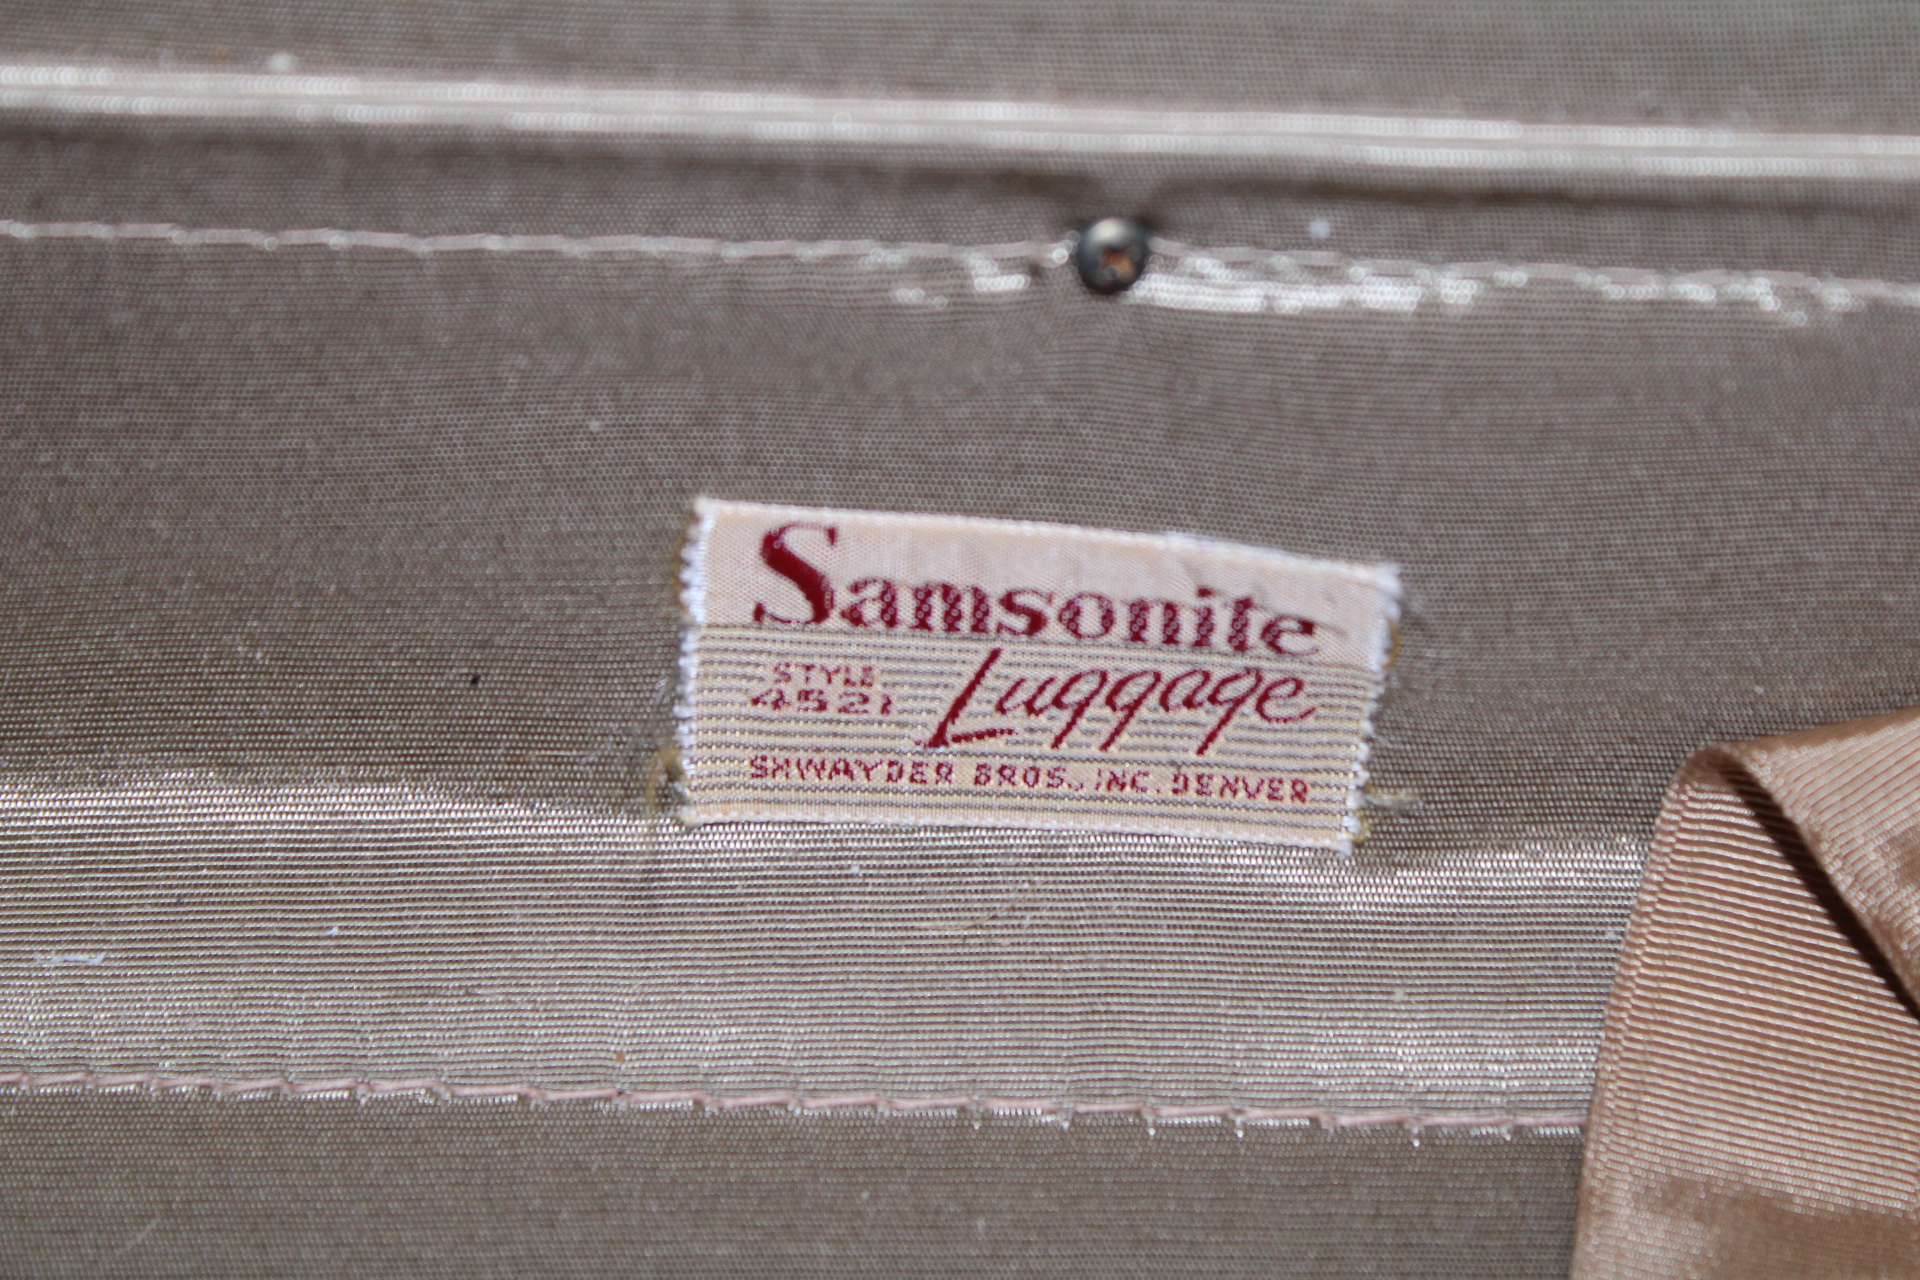 Samsonite
STYLE
4521
Luggage
SHWAYDER BROS., INC. DENVER